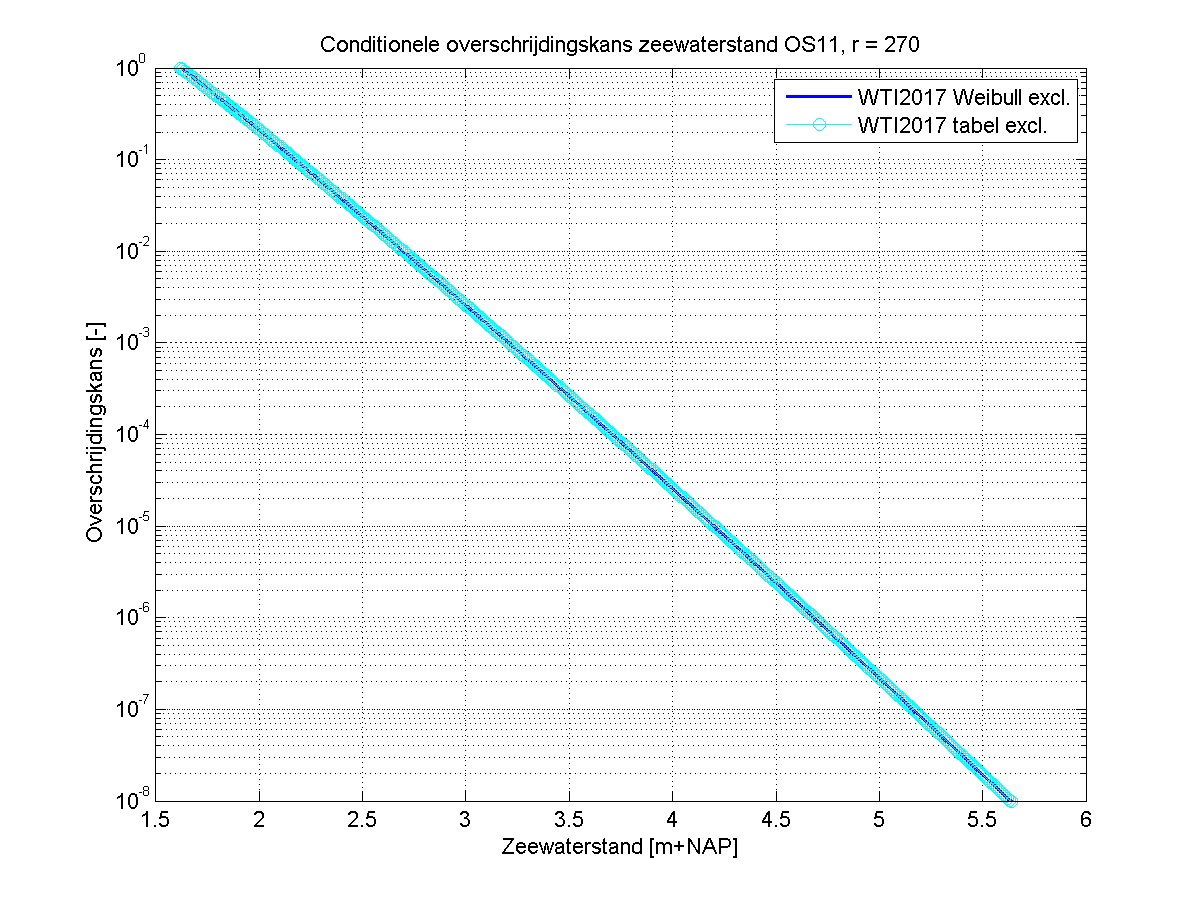 Conditionele overschrijdingskans zeewaterstand OS11, r = 270
WTI2017 Weibull excl.
WTI2017 tabel excl.
Overschrijdingskans [-]
10^0
10^-1
10^-2
10^-3
10^-4
10^-5
10^-6
10^-7
10^-8
1.5 2 2.5 3 3.5 4 4.5 5 5.5 6
Zeewaterstand [m+NAP]